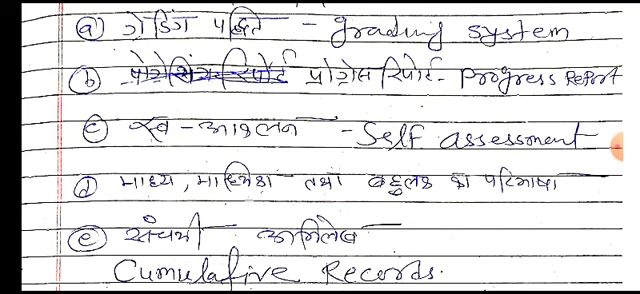 (a) ग्रेडिंग पद्धति - grading system
(b) प्रोग्रेस रिपोर्ट - Progress Report
(c) स्व - आकलन - Self assessment
(d) माध्य, माध्यिका तथा बहुलक का परिभाषा
(e) संचयी अभिलेख
Cumulative Records.